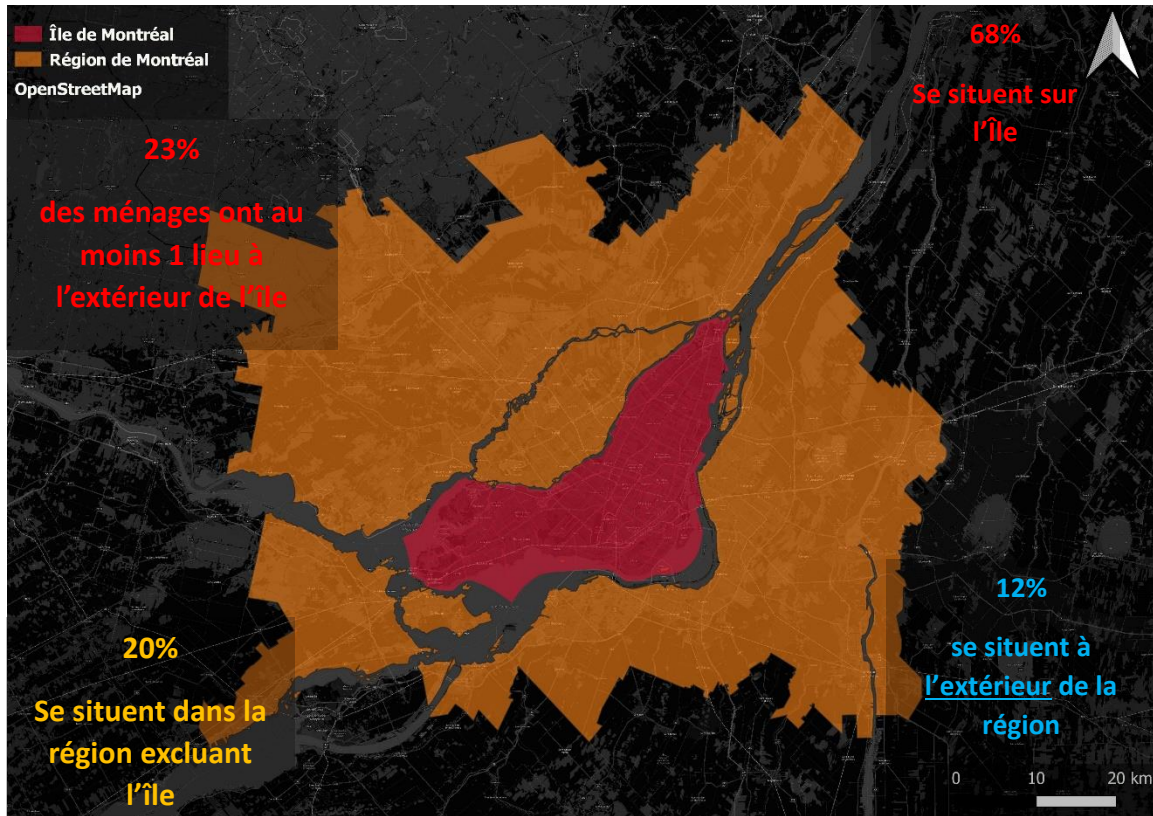 Île de Montréal
Région de Montréal
OpenStreetMap
68%
Se situent sur
l'Île
23%
des ménages ont au
moins 1 lieu à
l'extérieur de l'île
20%
Se situent dans la
région excluant
l'île
12%
se situent à
l'extérieur de la
région
0 10 20 km